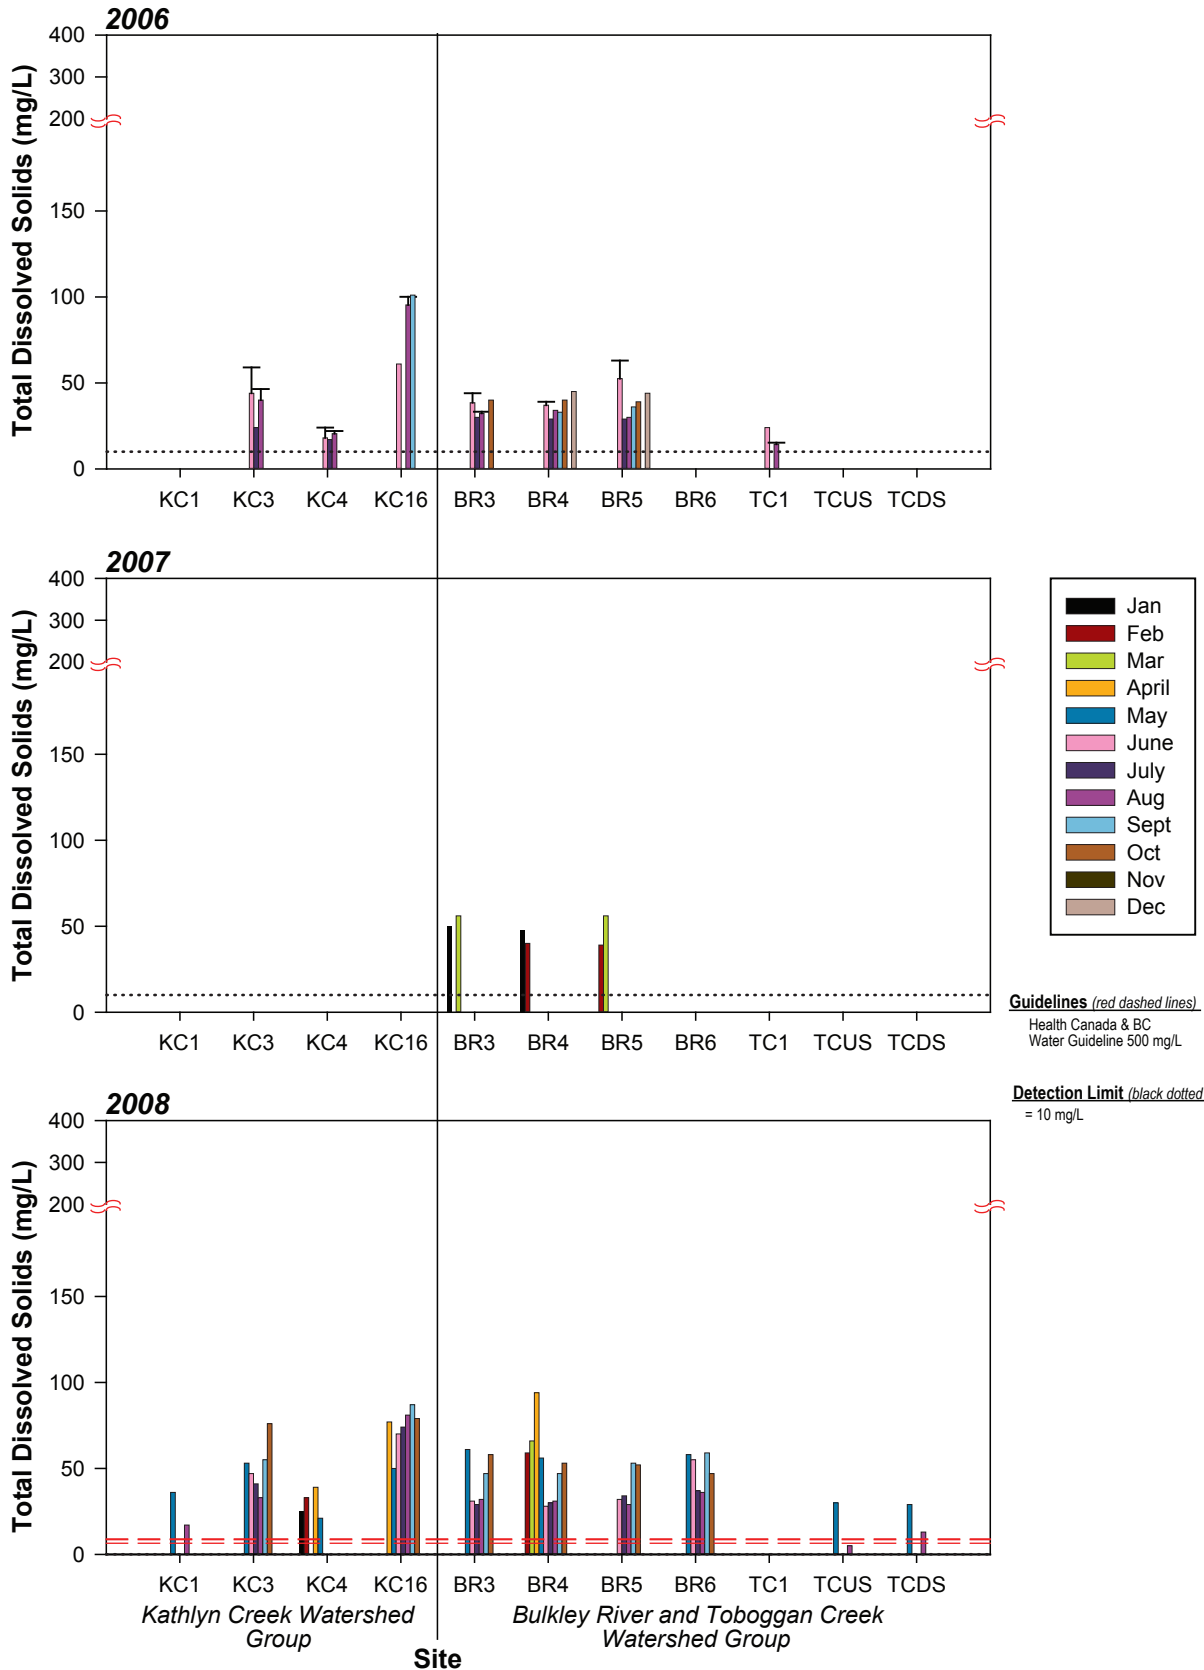 2006
Total Dissolved Solids (mg/L)
400
300
200
150
100
50
0
KC1 KC3 KC4 KC16 BR3 BR4 BR5 BR6 TC1 TCUS TCDS
2007
Total Dissolved Solids (mg/L)
400
300
200
150
100
50
0
KC1 KC3 KC4 KC16 BR3 BR4 BR5 BR6 TC1 TCUS TCDS
Jan
Feb
Mar
April
May
June
July
Aug
Sept
Oct
Nov
Dec
Guidelines (red dashed lines)
Health Canada & BC
Water Guideline 500 mg/L
Detection Limit (black dotted
= 10 mg/L
2008
Total Dissolved Solids (mg/L)
400
300
200
150
100
50
0
KC1 KC3 KC4 KC16 BR3 BR4 BR5 BR6 TC1 TCUS TCDS
Kathlyn Creek Watershed
Group
Bulkley River and Toboggan Creek
Watershed Group
Site